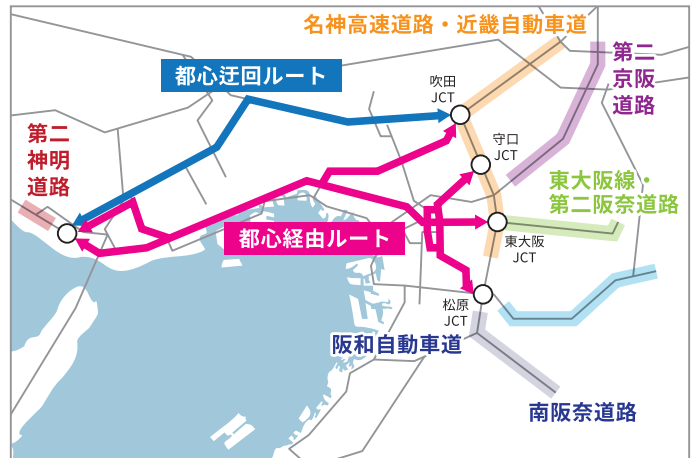 名神高速道路・近畿自動車道
第二
京阪
道路
都心迂回ルート
吹田
JCT
守口
JCT
第二
神明
道路
東大阪線・
第二阪奈道路
都心経由ルート
東大阪
JCT
松原
JCT
阪和自動車道
南阪奈道路